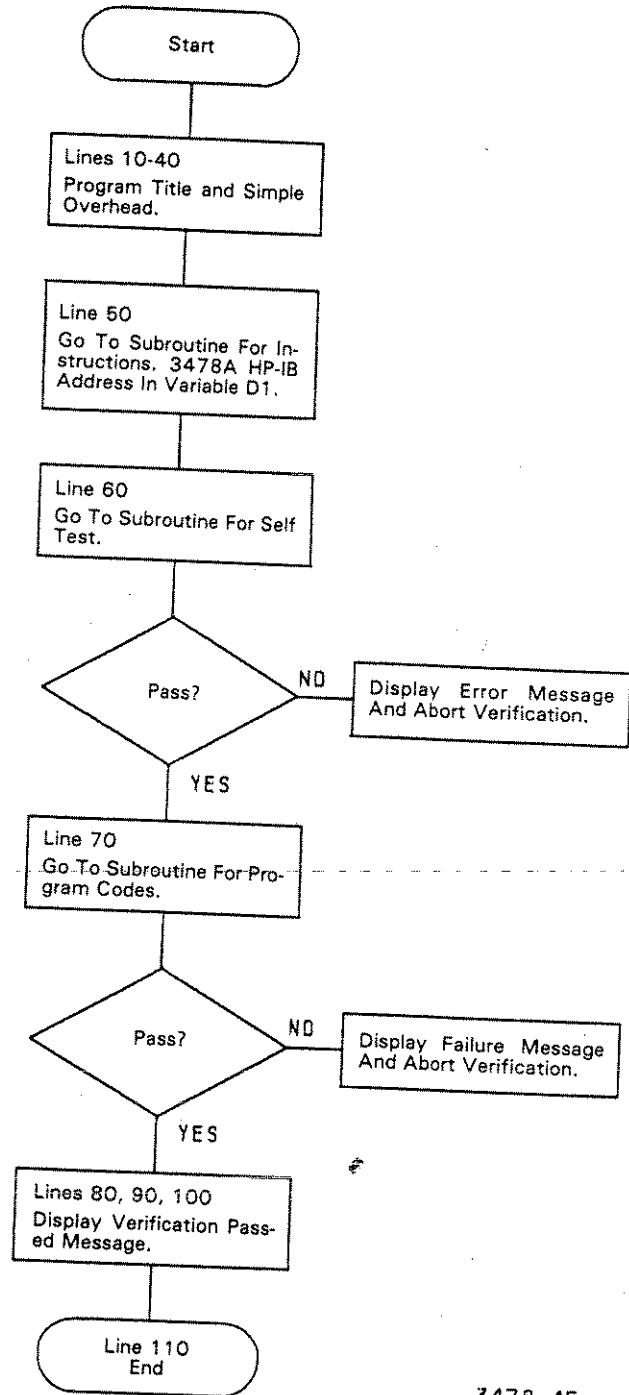 Start
Lines 10-40
Program Title and Simple
Overhead.
Line 50
Go To Subroutine For In-
structions. 3478A HP-IB
Address In Variable D1.
Line 60
Go To Subroutine For Self
Test.
Pass?
NO
Display Error Message
And Abort Verification.
YES
Line 70
Go To Subroutine For Pro-
gram Codes.
Pass?
NO
Display Failure Message
And Abort Verification.
YES
Lines 80, 90, 100
Display Verification Pass-
ed Message.
Line 110
End